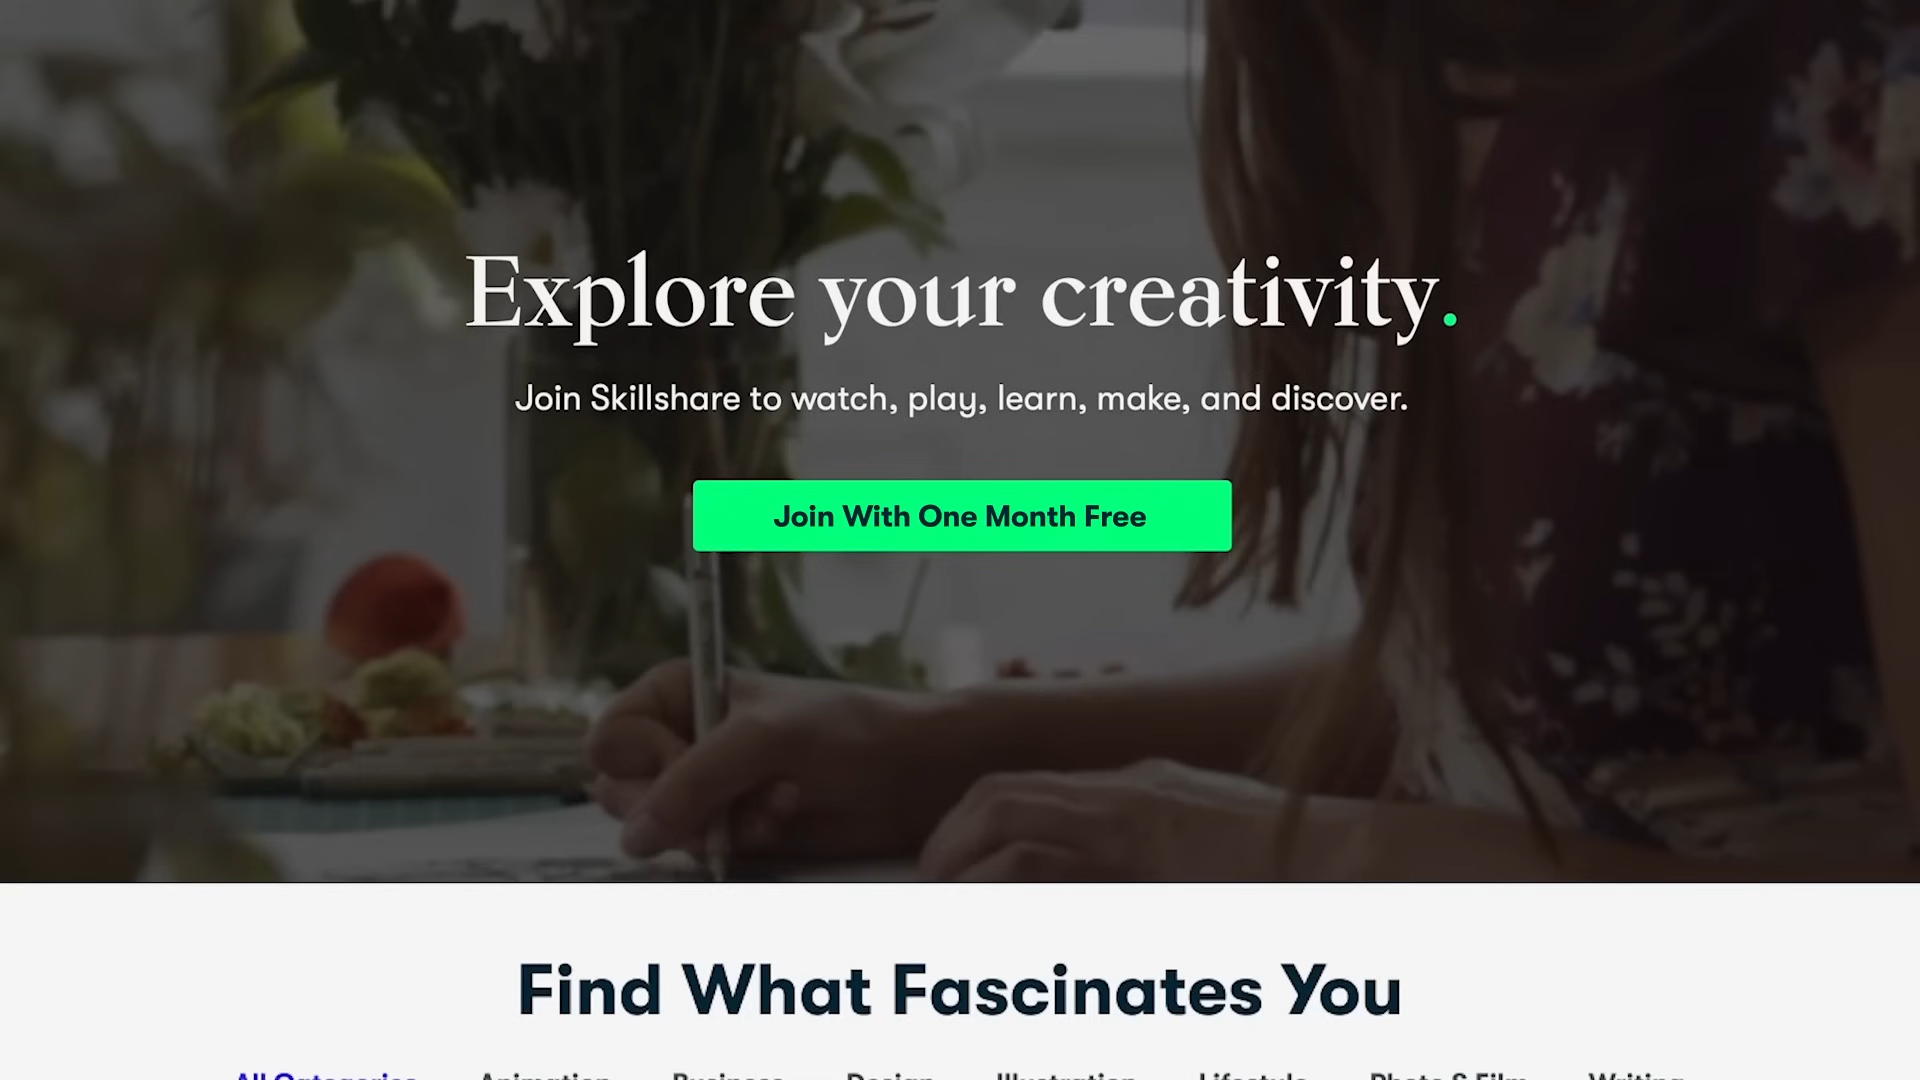 Explore your creativity.
Join Skillshare to watch, play, learn, make, and discover.
Join With One Month Free
Find What Fascinates You
All Categories Animation Business Design Illustration Lifestyle Photo & Film Writing